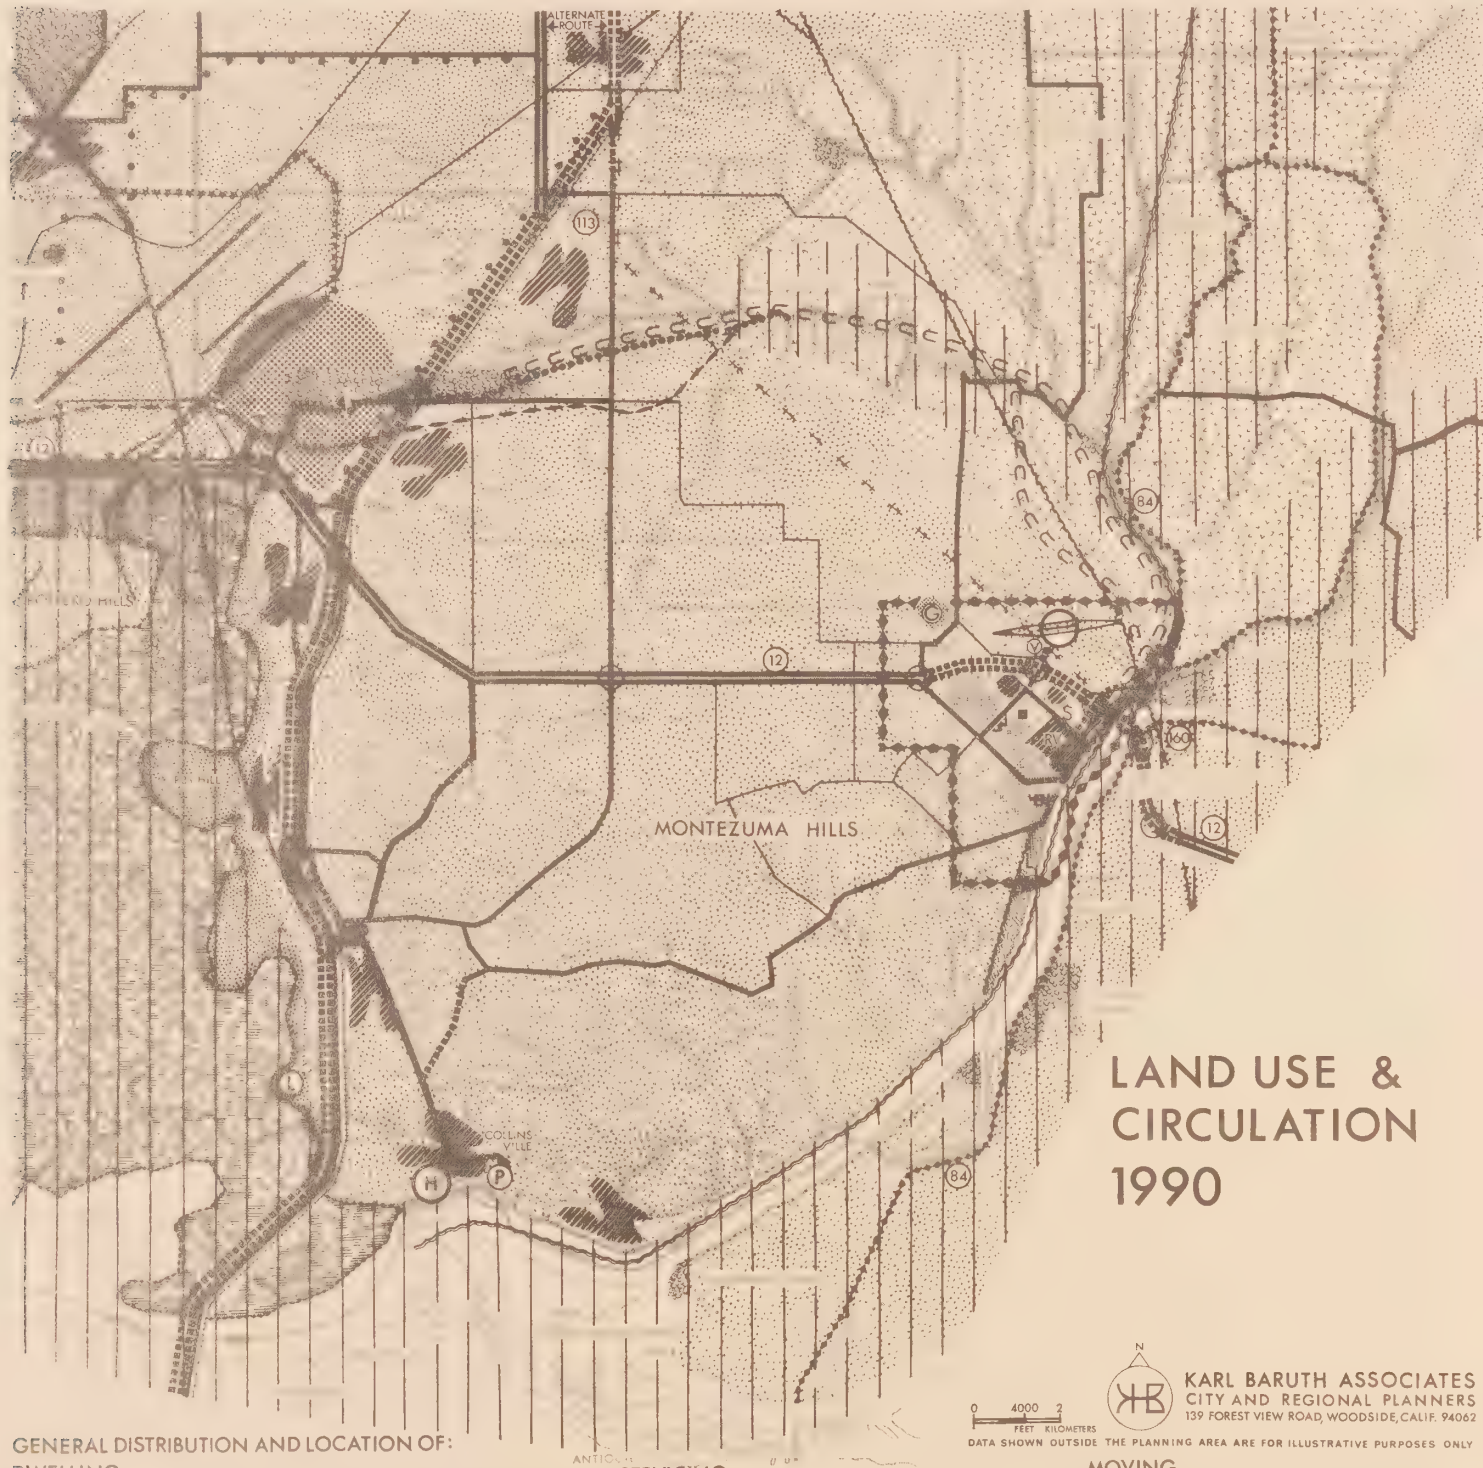 ALTERNATE
ROUTE
113
12
84
G
12
Y
S
160
MONTEZUMA HILLS
12
L
COLLINS
VILLE
H
P
84
LAND USE &
CIRCULATION
1990
N
KB
KARL BARUTH ASSOCIATES
CITY AND REGIONAL PLANNERS
139 FOREST VIEW ROAD, WOODSIDE, CALIF. 94062
0 4000 2
FEET KILOMETERS
DATA SHOWN OUTSIDE THE PLANNING AREA ARE FOR ILLUSTRATIVE PURPOSES ONLY
GENERAL DISTRIBUTION AND LOCATION OF:
MOVING